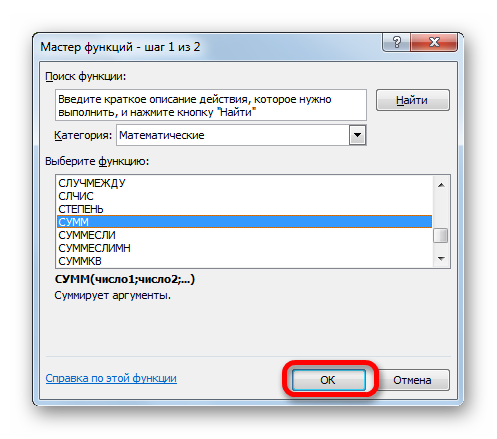 Мастер функций - шаг 1 из 2
?
Поиск функции:
Введите краткое описание действия, которое нужно
выполнить, и нажмите кнопку "Найти"
Найти
Категория: Математические
Выберите функцию:
СЛУЧМЕЖДУ
СЛЧИС
СТЕПЕНЬ
СУММ
СУММЕСЛИ
СУММЕСЛИМН
СУММКВ
СУММ(число1;число2;...)
Суммирует аргументы.
Справка по этой функции
ОК
Отмена